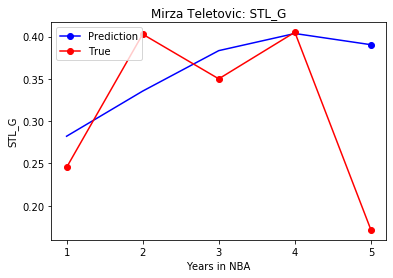 Mirza Teletovic: STL_G
Prediction
True
0.40
0.35
0.30
0.25
0.20
STL_G
1 2 3 4 5
Years in NBA